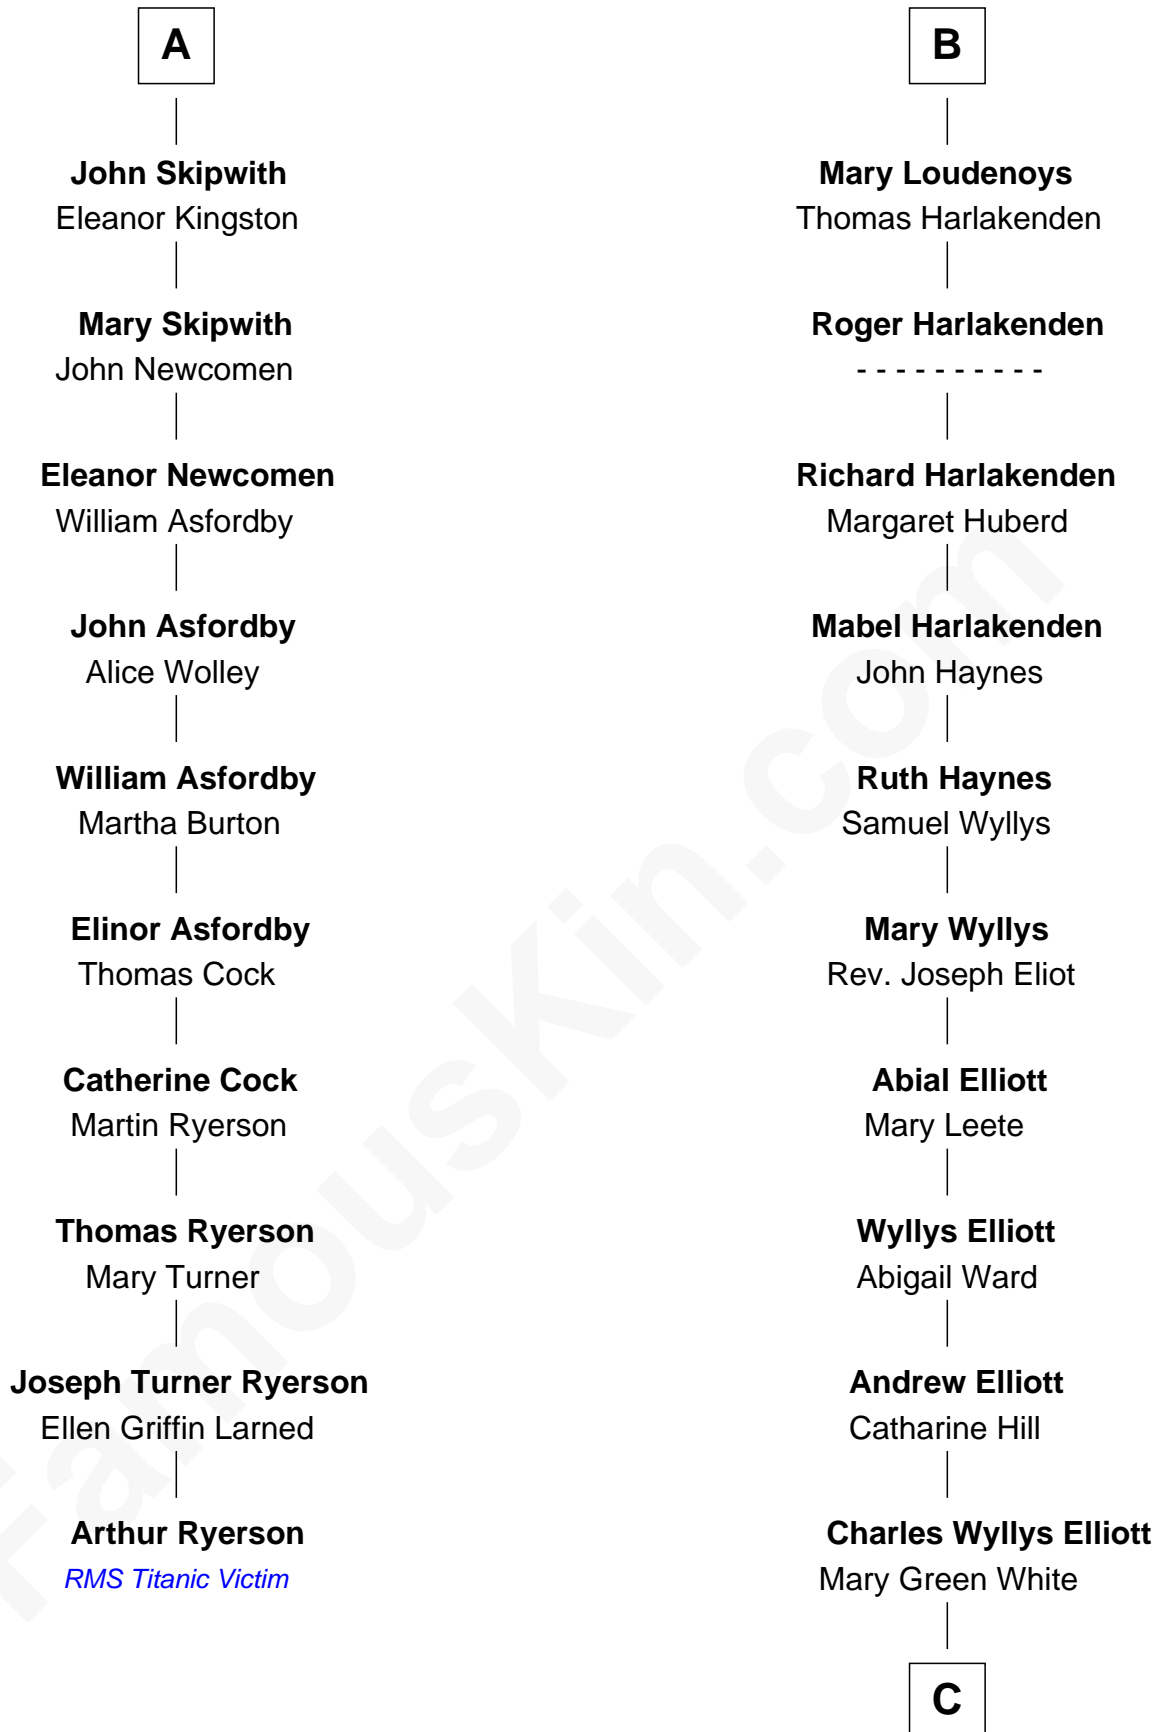 A
John Skipwith
Eleanor Kingston
Mary Skipwith
John Newcomen
Eleanor Newcomen
William Asfordby
John Asfordby
Alice Wolley
William Asfordby
Martha Burton
Elinor Asfordby
Thomas Cock
Catherine Cock
Martin Ryerson
Thomas Ryerson
Mary Turner
Joseph Turner Ryerson
Ellen Griffin Larned
Arthur Ryerson
RMS Titanic Victim
B
Mary Loudenoys
Thomas Harlakenden
Roger Harlakenden
- - - - - - - - - -
Richard Harlakenden
Margaret Huberd
Mabel Harlakenden
John Haynes
Ruth Haynes
Samuel Wyllys
Mary Wyllys
Rev. Joseph Eliot
Abial Elliott
Mary Leete
Wyllys Elliott
Abigail Ward
Andrew Elliott
Catharine Hill
Charles Wyllys Elliott
Mary Green White
C
FamousKin.com